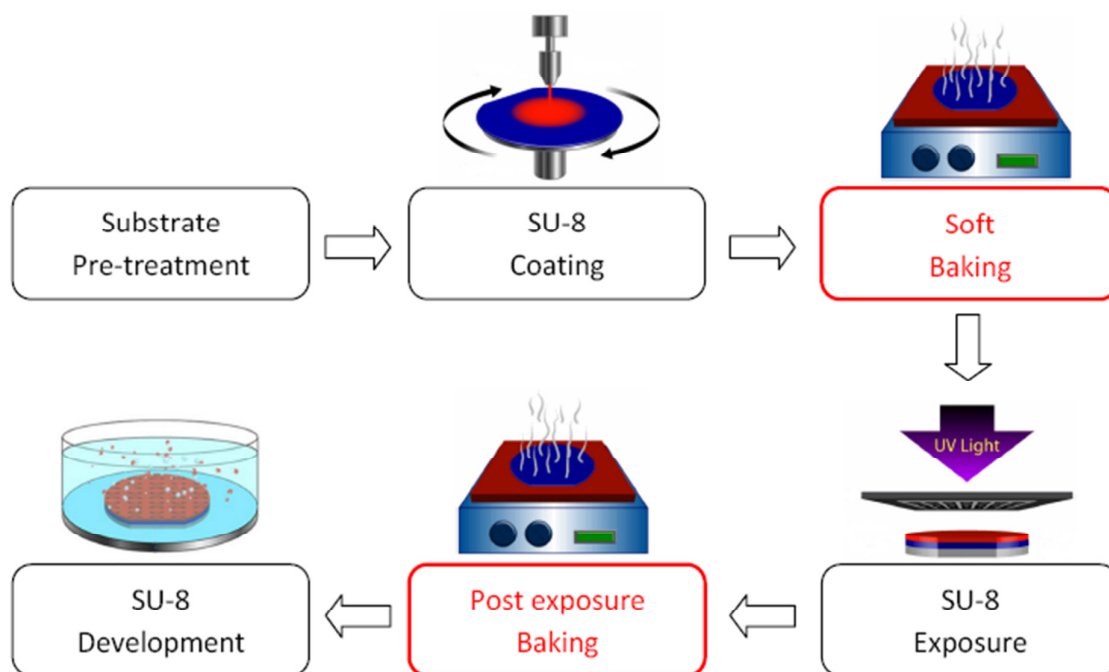 Substrate
Pre-treatment
SU-8
Coating
Soft
Baking
UV Light
SU-8
Exposure
Post exposure
Baking
SU-8
Development